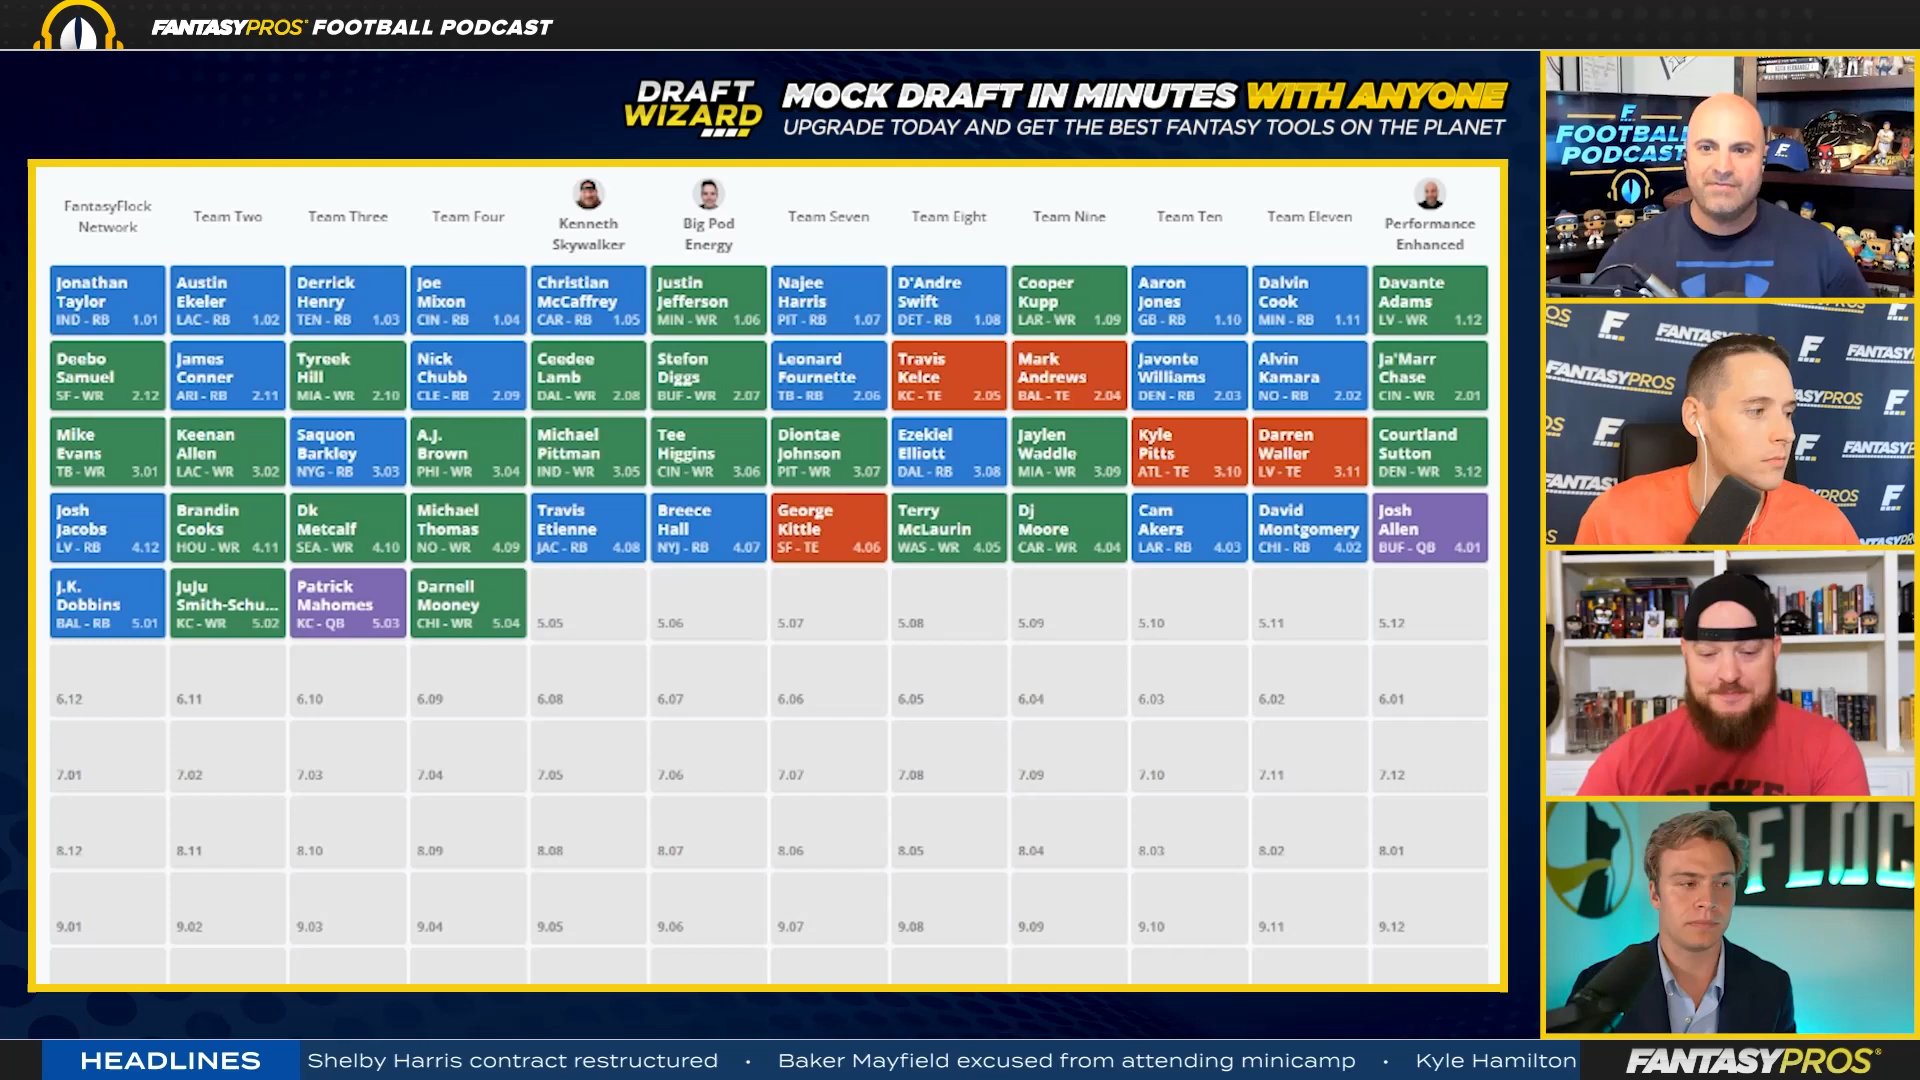 FANTASYPROS FOOTBALL PODCAST
DRAFT
WIZARD
MOCK DRAFT IN MINUTES WITH ANYONE
UPGRADE TODAY AND GET THE BEST FANTASY TOOLS ON THE PLANET
FantasyFlock Network
Team Two
Team Three
Team Four
Kenneth Skywalker
Big Pod Energy
Team Seven
Team Eight
Team Nine
Team Ten
Team Eleven
Performance Enhanced
Jonathan Taylor IND - RB 1.01
Austin Ekeler LAC - RB 1.02
Derrick Henry TEN - RB 1.03
Joe Mixon CIN - RB 1.04
Christian McCaffrey CAR - RB 1.05
Justin Jefferson MIN - WR 1.06
Najee Harris PIT - RB 1.07
D'Andre Swift DET - RB 1.08
Cooper Kupp LAR - WR 1.09
Aaron Jones GB - RB 1.10
Dalvin Cook MIN - RB 1.11
Davante Adams LV - WR 1.12
Deebo Samuel SF - WR 2.12
James Conner ARI - RB 2.11
Tyreek Hill MIA - WR 2.10
Nick Chubb CLE - RB 2.09
Ceedee Lamb DAL - WR 2.08
Stefon Diggs BUF - WR 2.07
Leonard Fournette TB - RB 2.06
Travis Kelce KC - TE 2.05
Mark Andrews BAL - TE 2.04
Javonte Williams DEN - RB 2.03
Alvin Kamara NO - RB 2.02
Ja'Marr Chase CIN - WR 2.01
Mike Evans TB - WR 3.01
Keenan Allen LAC - WR 3.02
Saquon Barkley NYG - RB 3.03
A.J. Brown PHI - WR 3.04
Michael Pittman IND - WR 3.05
Tee Higgins CIN - WR 3.06
Diontae Johnson PIT - WR 3.07
Ezekiel Elliott DAL - RB 3.08
Jaylen Waddle MIA - WR 3.09
Kyle Pitts ATL - TE 3.10
Darren Waller LV - TE 3.11
Courtland Sutton DEN - WR 3.12
Josh Jacobs LV - RB 4.12
Brandin Cooks HOU - WR 4.11
Dk Metcalf SEA - WR 4.10
Michael Thomas NO - WR 4.09
Travis Etienne JAC - RB 4.08
Breece Hall NYJ - RB 4.07
George Kittle SF - TE 4.06
Terry McLaurin WAS - WR 4.05
Dj Moore CAR - WR 4.04
Cam Akers LAR - RB 4.03
David Montgomery CHI - RB 4.02
Josh Allen BUF - QB 4.01
J.K. Dobbins BAL - RB 5.01
JuJu Smith-Schu... KC - WR 5.02
Patrick Mahomes KC - QB 5.03
Darnell Mooney CHI - WR 5.04
5.05 5.06 5.07 5.08 5.09 5.10 5.11 5.12
6.12 6.11 6.10 6.09 6.08 6.07 6.06 6.05 6.04 6.03 6.02 6.01
7.01 7.02 7.03 7.04 7.05 7.06 7.07 7.08 7.09 7.10 7.11 7.12
8.12 8.11 8.10 8.09 8.08 8.07 8.06 8.05 8.04 8.03 8.02 8.01
9.01 9.02 9.03 9.04 9.05 9.06 9.07 9.08 9.09 9.10 9.11 9.12
FOOTBALL
PODCAST
FANTASYPROS
FLOC
HEADLINES
Shelby Harris contract restructured • Baker Mayfield excused from attending minicamp • Kyle Hamilton
FANTASYPROS